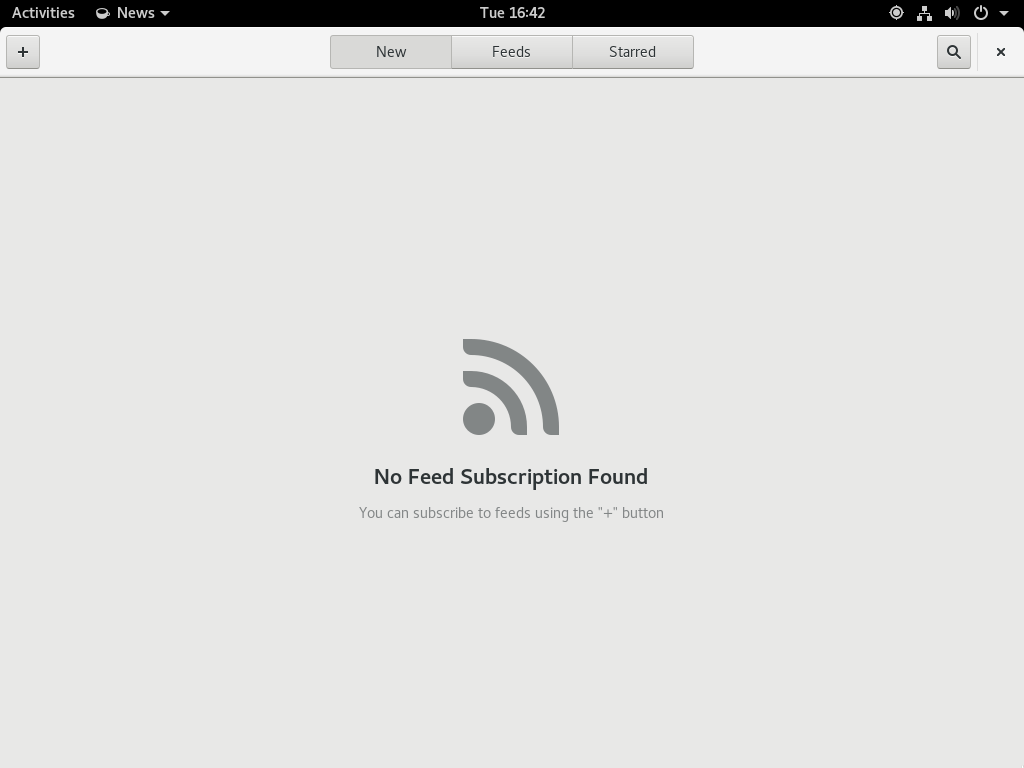 Activities News Tue 16:42
+ New Feeds Starred
No Feed Subscription Found
You can subscribe to feeds using the "+" button